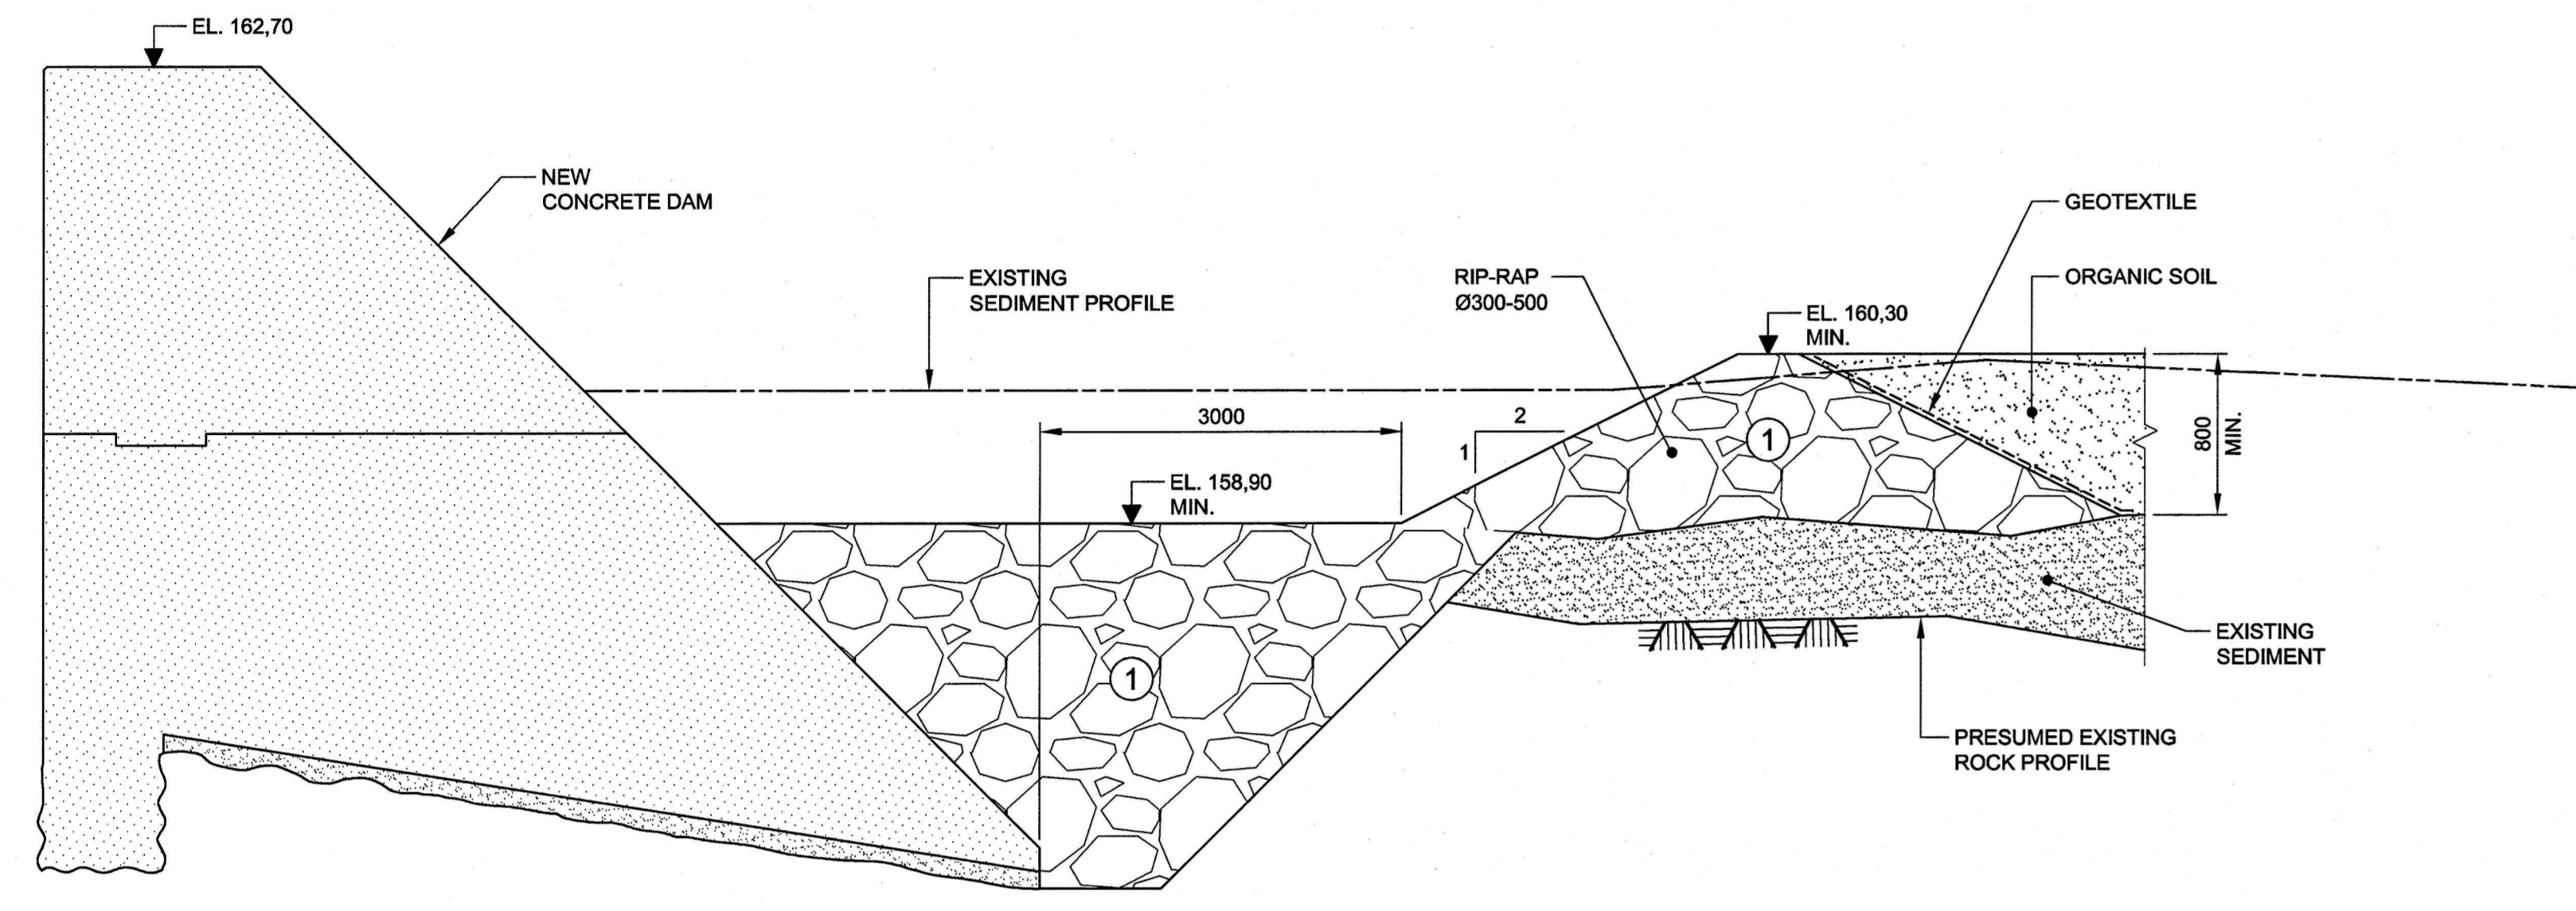 EL. 162,70
NEW
CONCRETE DAM
EXISTING
SEDIMENT PROFILE
RIP-RAP
Ø300-500
GEOTEXTILE
ORGANIC SOIL
EL. 160,30
MIN.
3000
2
1
1
800
MIN.
EL. 158,90
MIN.
1
EXISTING
SEDIMENT
PRESUMED EXISTING
ROCK PROFILE